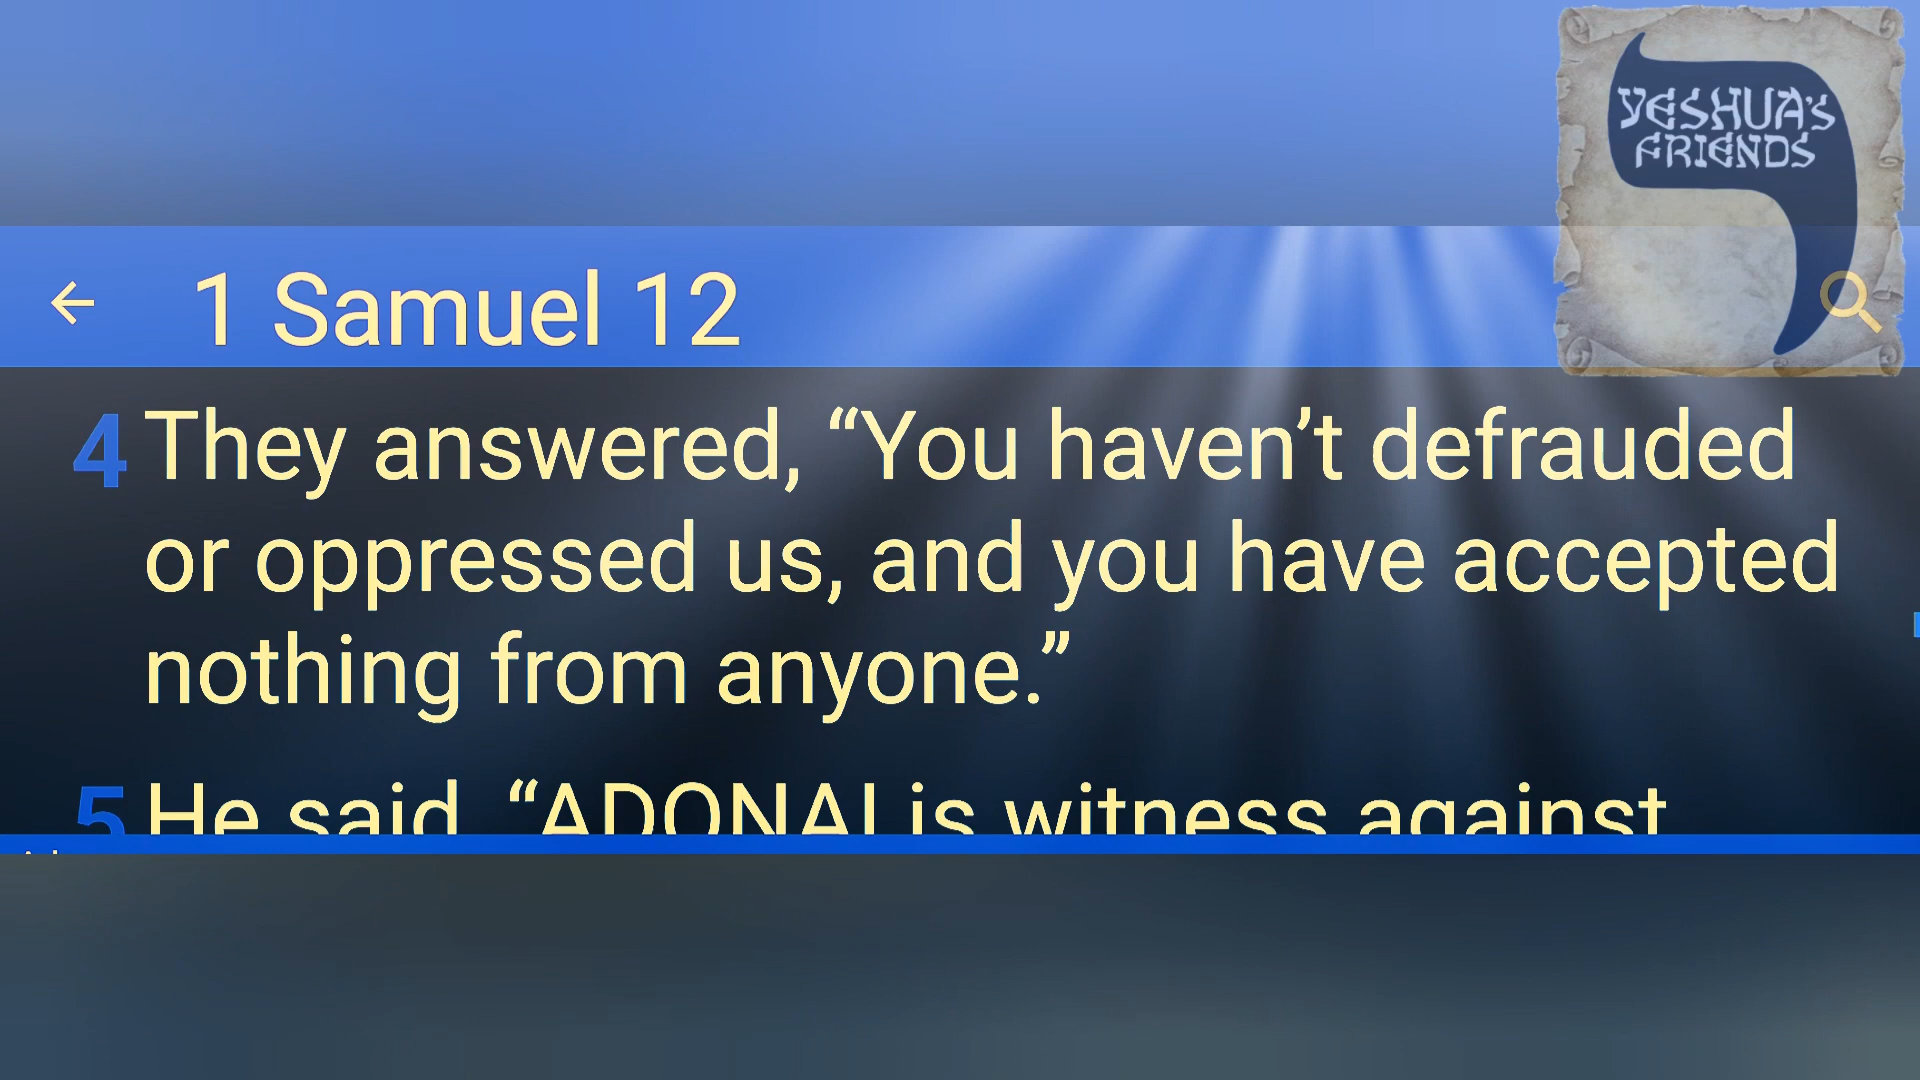 YESHUA's
FRIENDS
1 Samuel 12
4 They answered, “You haven’t defrauded
or oppressed us, and you have accepted
nothing from anyone.”
5 He said, “ADONAI is witness against